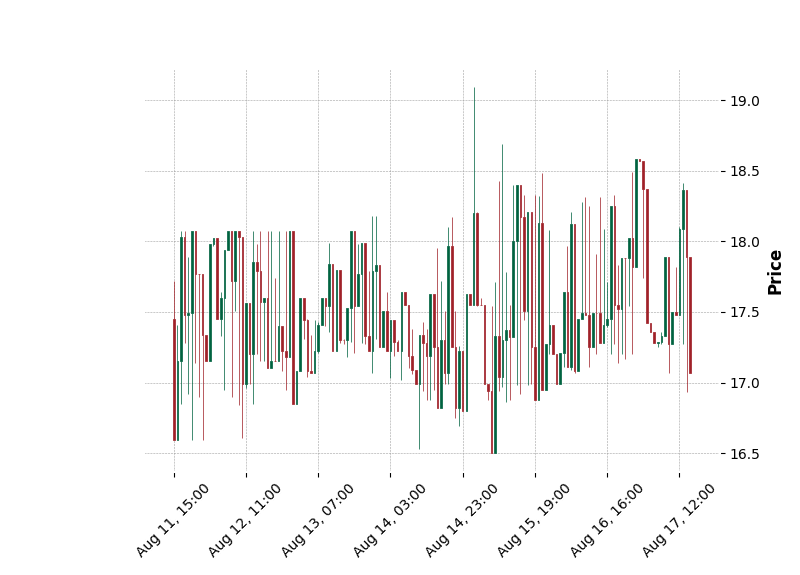 19.0
18.5
18.0
17.5
17.0
16.5
Price
Aug 11, 15:00
Aug 12, 11:00
Aug 13, 07:00
Aug 14, 03:00
Aug 14, 23:00
Aug 15, 19:00
Aug 16, 16:00
Aug 17, 12:00